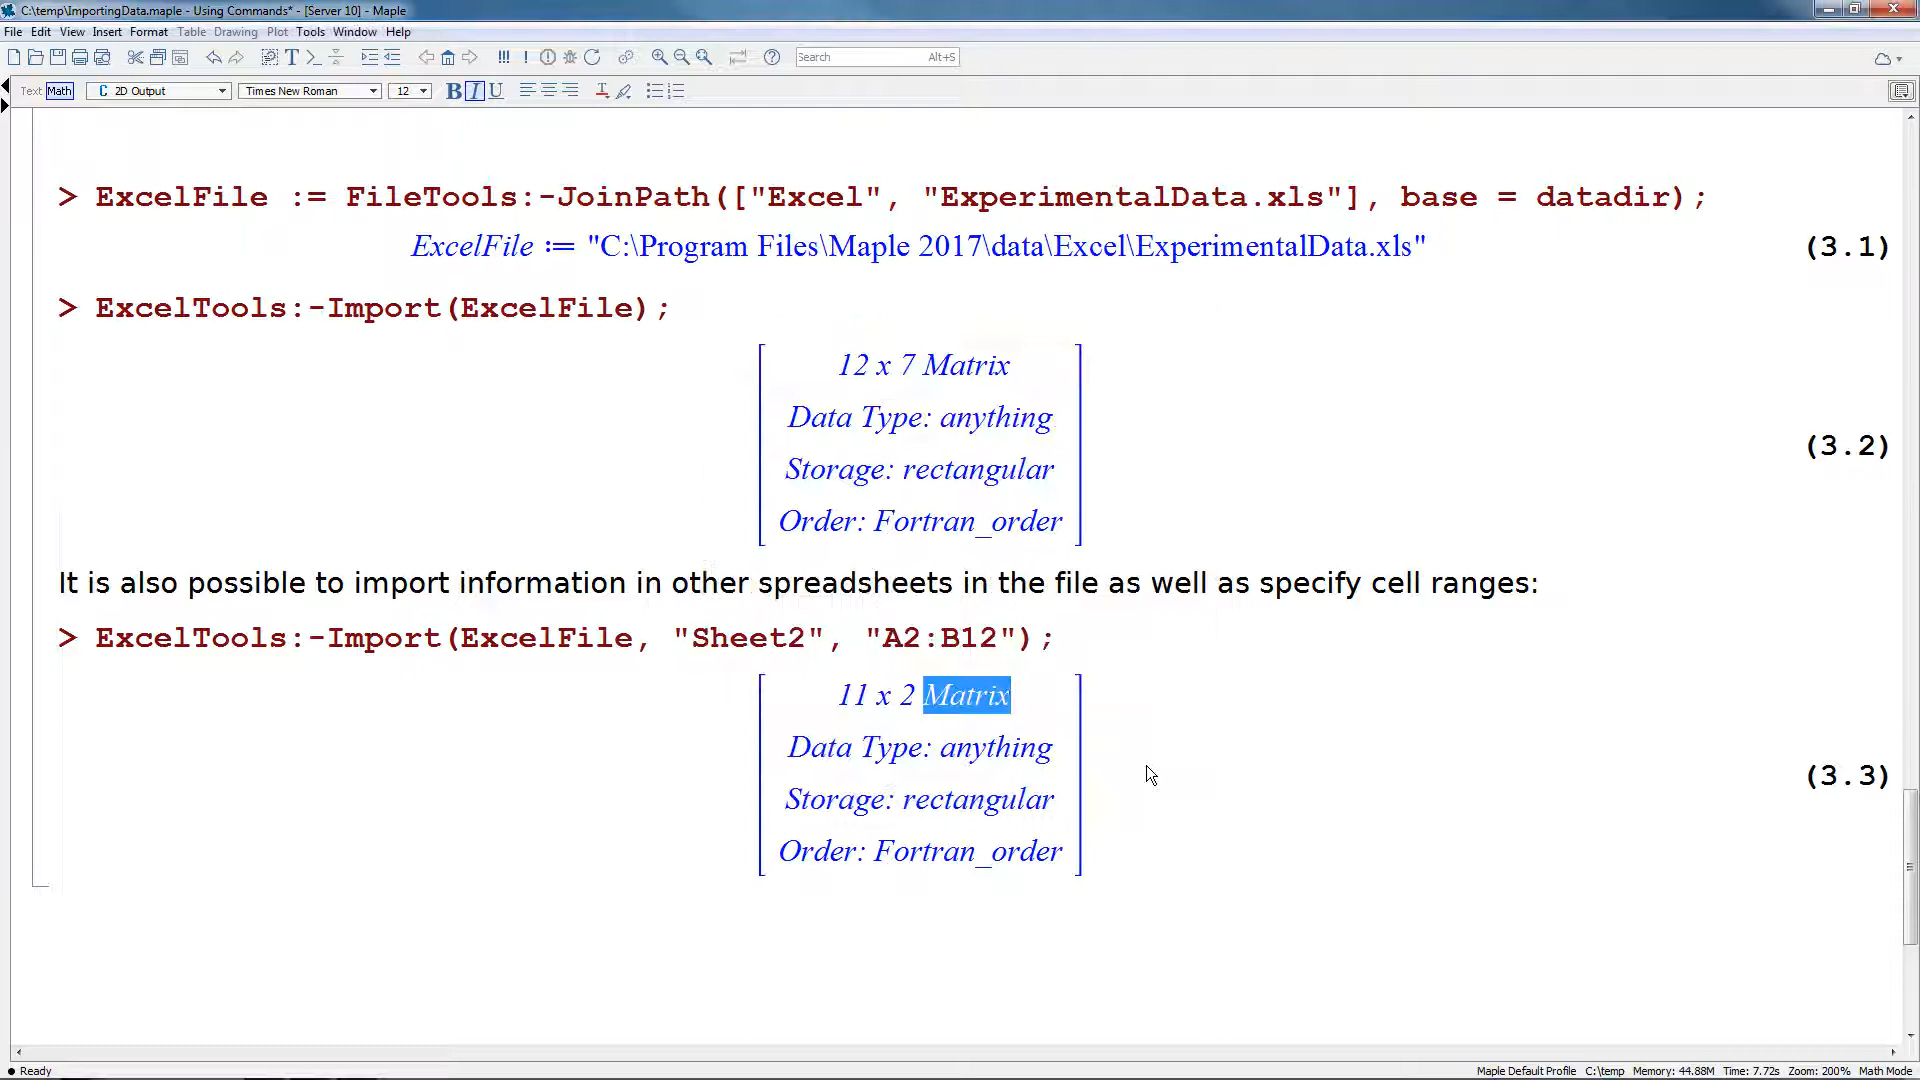 C:\temp\ImportingData.maple - Using Commands* - [Server 10] - Maple
File Edit View Insert Format Table Drawing Plot Tools Window Help
Search Alt+S
Text Math C 2D Output Times New Roman 12 B I U
> ExcelFile := FileTools:-JoinPath(["Excel", "ExperimentalData.xls"], base = datadir);
ExcelFile := "C:\Program Files\Maple 2017\data\Excel\ExperimentalData.xls" (3.1)
> ExcelTools:-Import(ExcelFile);
12 x 7 Matrix
Data Type: anything
Storage: rectangular
Order: Fortran_order
(3.2)
It is also possible to import information in other spreadsheets in the file as well as specify cell ranges:
> ExcelTools:-Import(ExcelFile, "Sheet2", "A2:B12");
11 x 2 Matrix
Data Type: anything
Storage: rectangular
Order: Fortran_order
(3.3)
Ready Maple Default Profile C:\temp Memory: 44.88M Time: 7.72s Zoom: 200% Math Mode